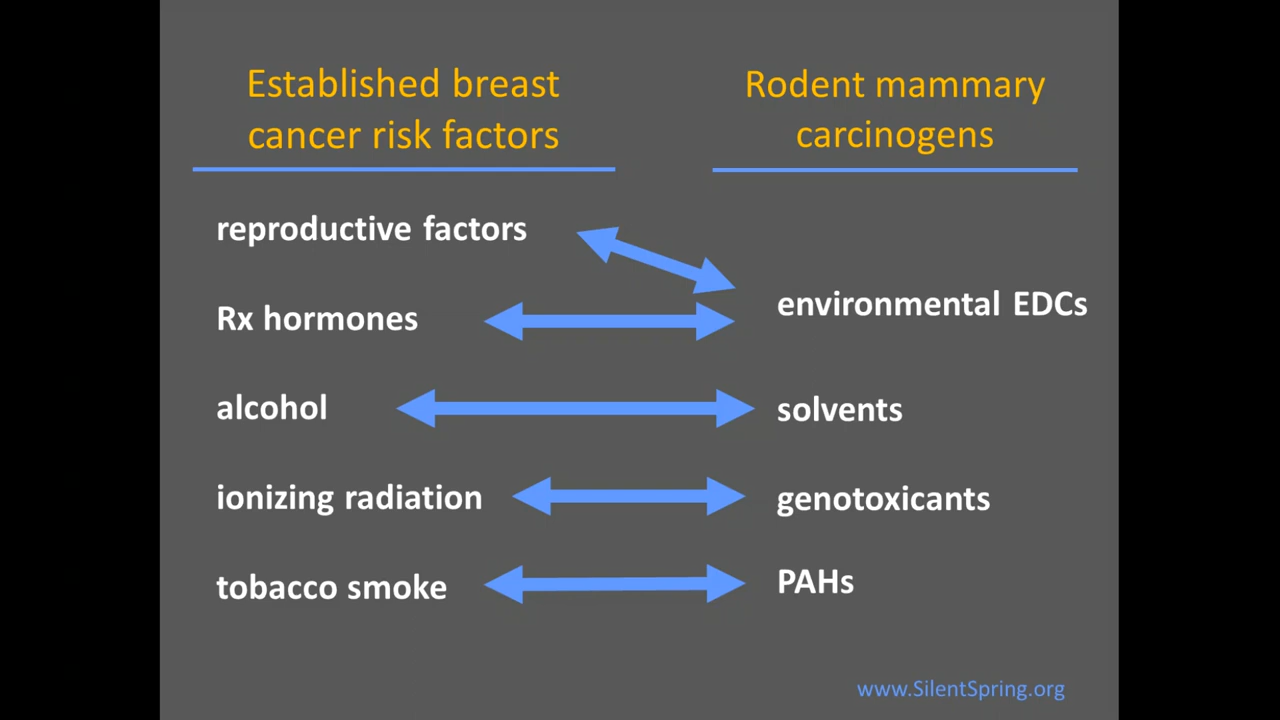 Established breast
cancer risk factors
Rodent mammary
carcinogens
reproductive factors
environmental EDCs
Rx hormones
alcohol
solvents
ionizing radiation
genotoxicants
tobacco smoke
PAHs
www.SilentSpring.org